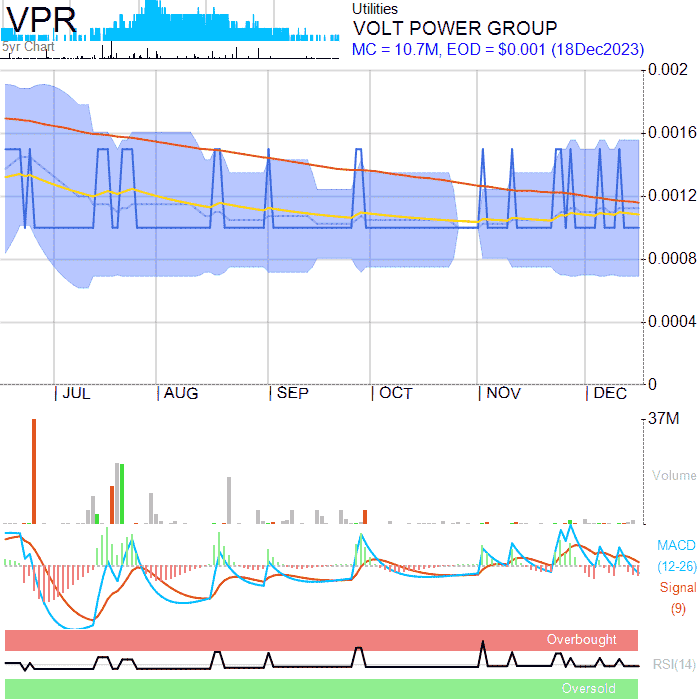 VPR
5yr Chart
Utilities
VOLT POWER GROUP
MC = 10.7M, EOD = $0.001 (18Dec2023)
0.002
0.0016
0.0012
0.0008
0.0004
0
JUL AUG SEP OCT NOV DEC
37M
Volume
MACD
(12-26)
Signal
(9)
Overbought
RSI(14)
Oversold